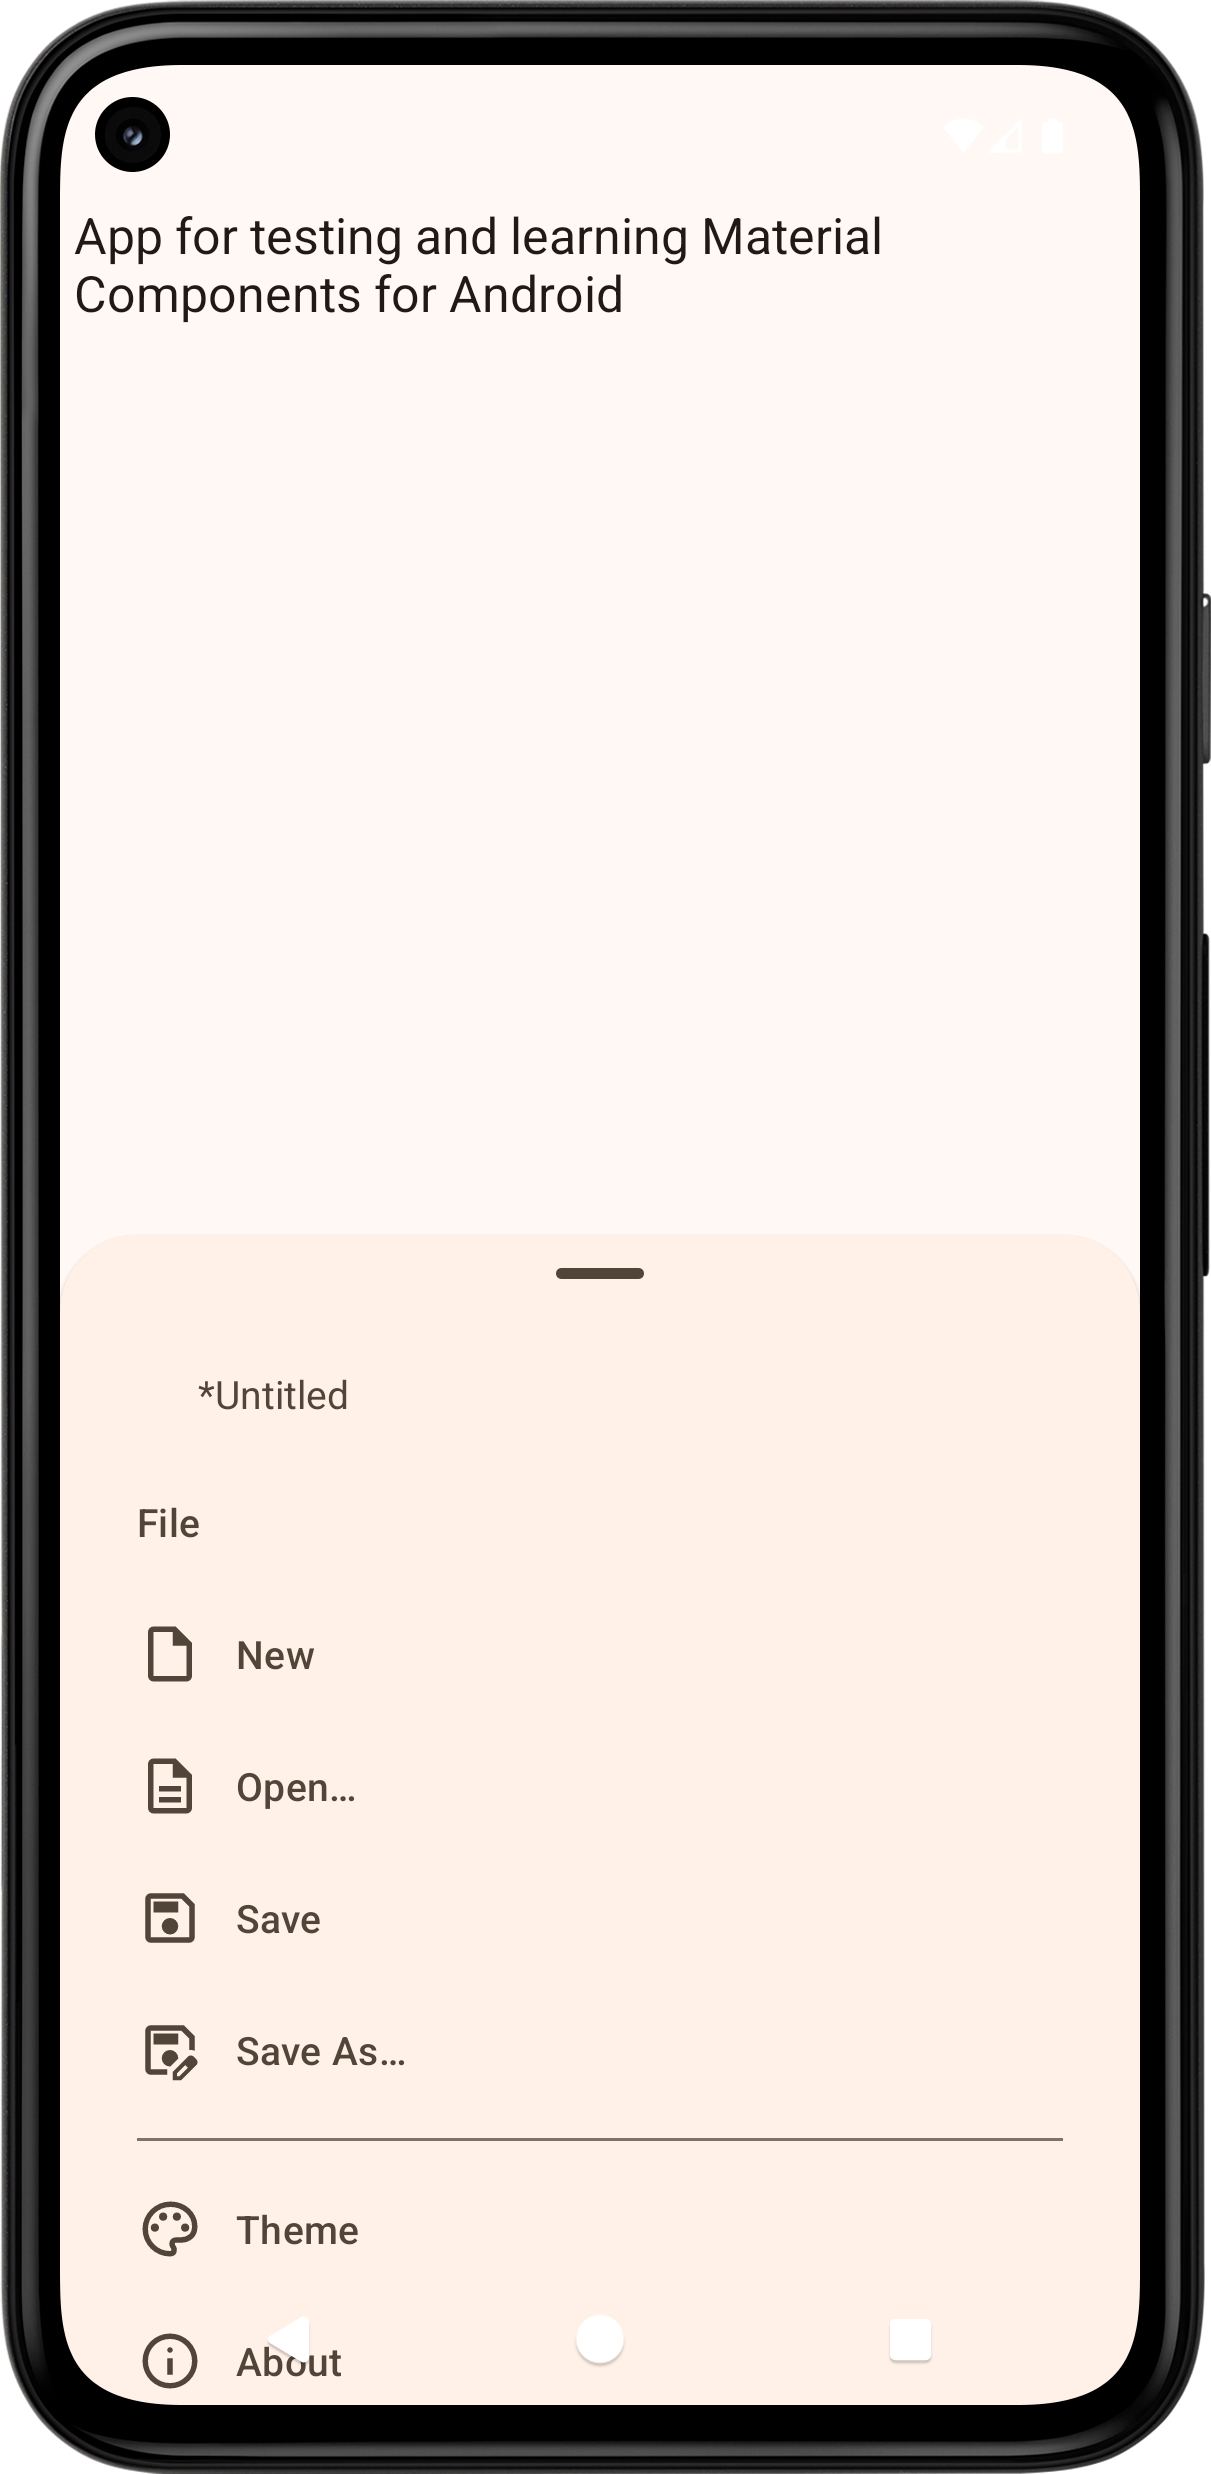 App for testing and learning Material
Components for Android
*Untitled
File
New
Open…
Save
Save As…
Theme
About